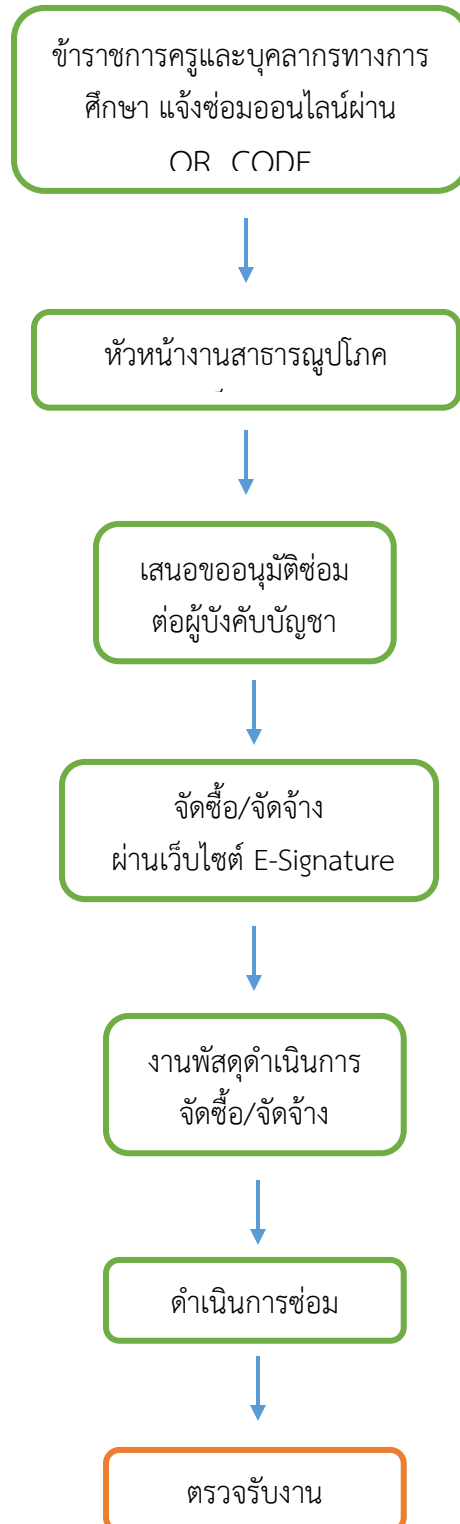 ข้าราชการครูและบุคลากรทางการ
ศึกษา แจ้งซ่อมออนไลน์ผ่าน
QR CODE
หัวหน้างานสาธารณูปโภค
เสนอขออนุมัติซ่อม
ต่อผู้บังคับบัญชา
จัดซื้อ/จัดจ้าง
ผ่านเว็บไซต์ E-Signature
งานพัสดุดำเนินการ
จัดซื้อ/จัดจ้าง
ดำเนินการซ่อม
ตรวจรับงาน